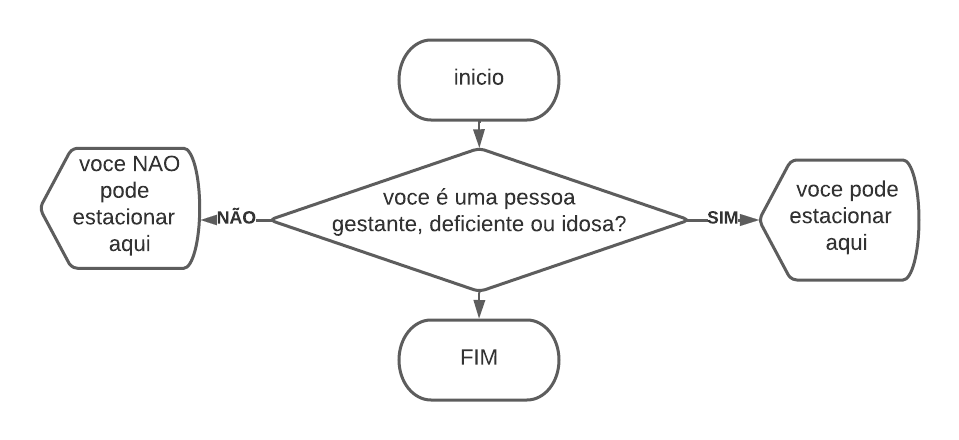 inicio
voce NAO
pode
estacionar
aqui
NÃO
voce é uma pessoa
gestante, deficiente ou idosa?
SIM
voce pode
estacionar
aqui
FIM